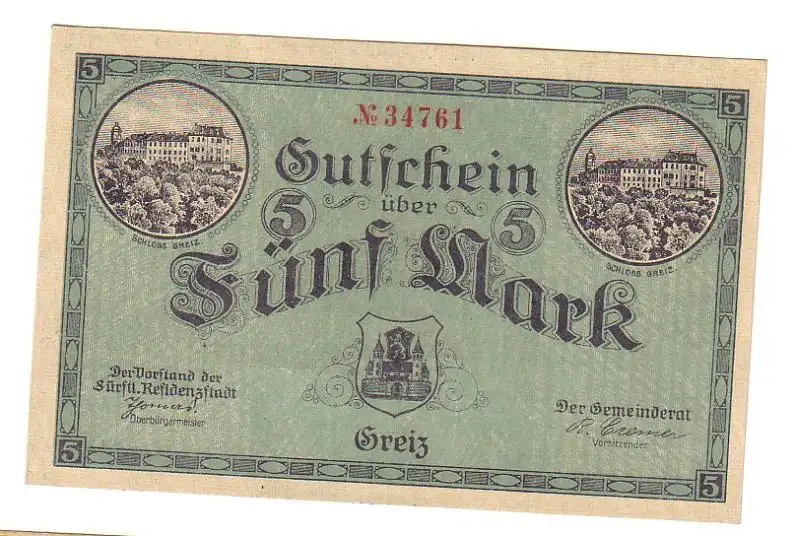 5
5
№ 34761
Gutschein
5 über 5
Fünf Mark
SCHLOSS GREIZ.
SCHLOSS GREIZ.
Der Vorstand der
Fürstl. Residenzstadt
Oberbürgermeister
Greiz
Der Gemeinderat
R. Cremer
Vorsitzender
5
5